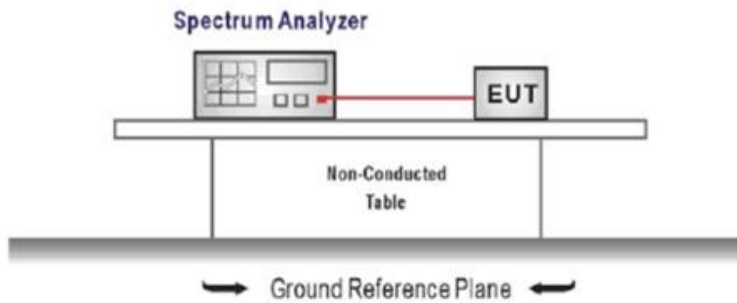 Spectrum Analyzer
EUT
Non-Conducted
Table
Ground Reference Plane